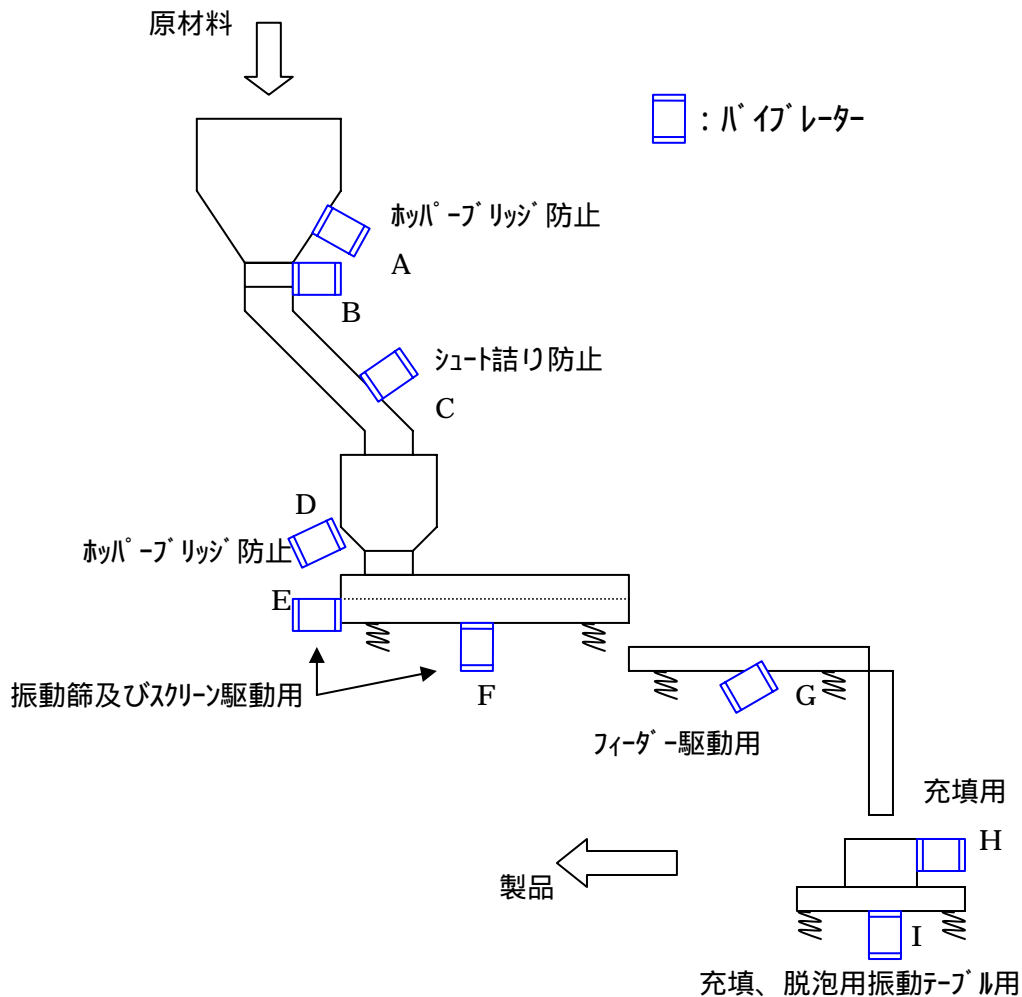 原材料
：ﾊﾞｲﾌﾞﾚｰﾀｰ
ﾎｯﾊﾟｰﾌﾞﾘｯｼﾞ防止
A
B
ｼｭｰﾄ詰り防止
C
D
ﾎｯﾊﾟｰﾌﾞﾘｯｼﾞ防止
E
振動篩及びｽｸﾘｰﾝ駆動用
F
G
ﾌｨｰﾀﾞｰ駆動用
充填用
H
製品
I
充填、脱泡用振動ﾃｰﾌﾞﾙ用